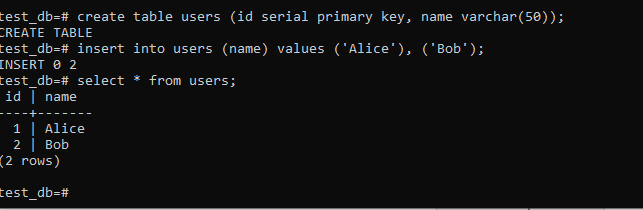 test_db=# create table users (id serial primary key, name varchar(50));
CREATE TABLE
test_db=# insert into users (name) values ('Alice'), ('Bob');
INSERT 0 2
test_db=# select * from users;
 id | name
----+-------
  1 | Alice
  2 | Bob
(2 rows)
test_db=#